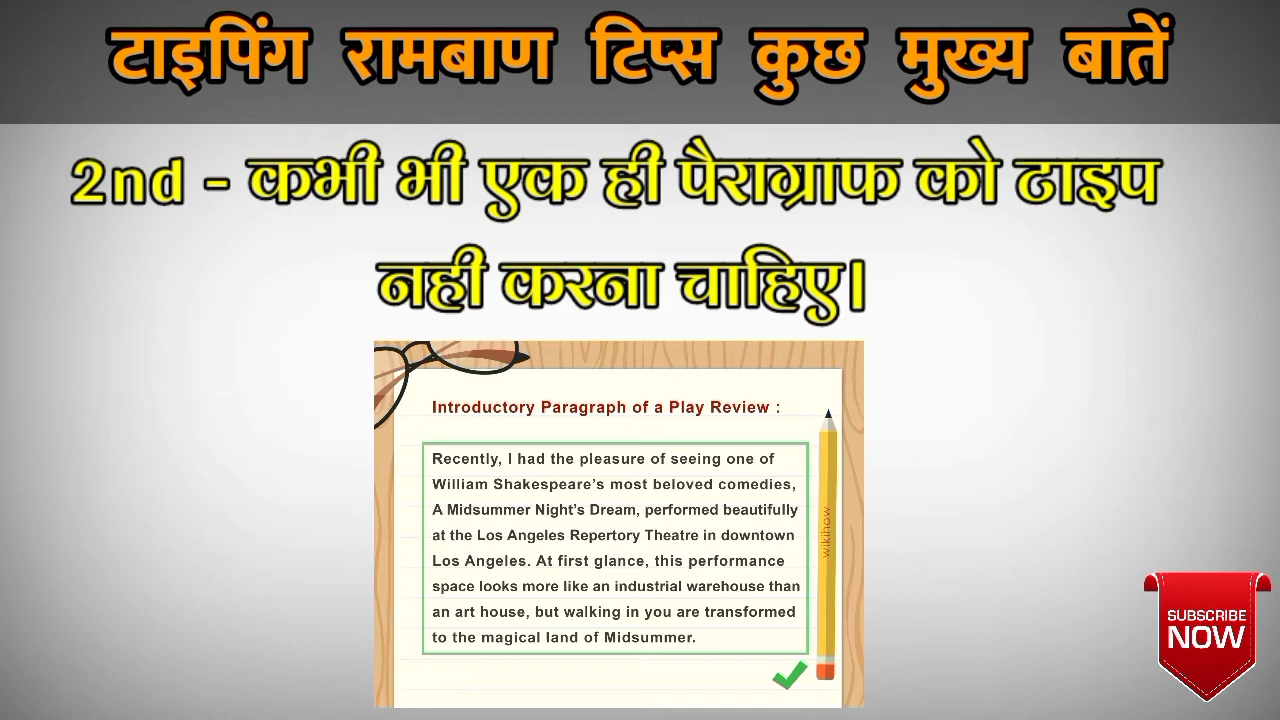 टाइपिंग रामबाण टिप्स कुछ मुख्य बातें
2nd - कभी भी एक ही पैराग्राफ को टाइप
नही करना चाहिए।
Introductory Paragraph of a Play Review :
Recently, I had the pleasure of seeing one of
William Shakespeare's most beloved comedies,
A Midsummer Night's Dream, performed beautifully
at the Los Angeles Repertory Theatre in downtown
Los Angeles. At first glance, this performance
space looks more like an industrial warehouse than
an art house, but walking in you are transformed
to the magical land of Midsummer.
wikihow
SUBSCRIBE
NOW